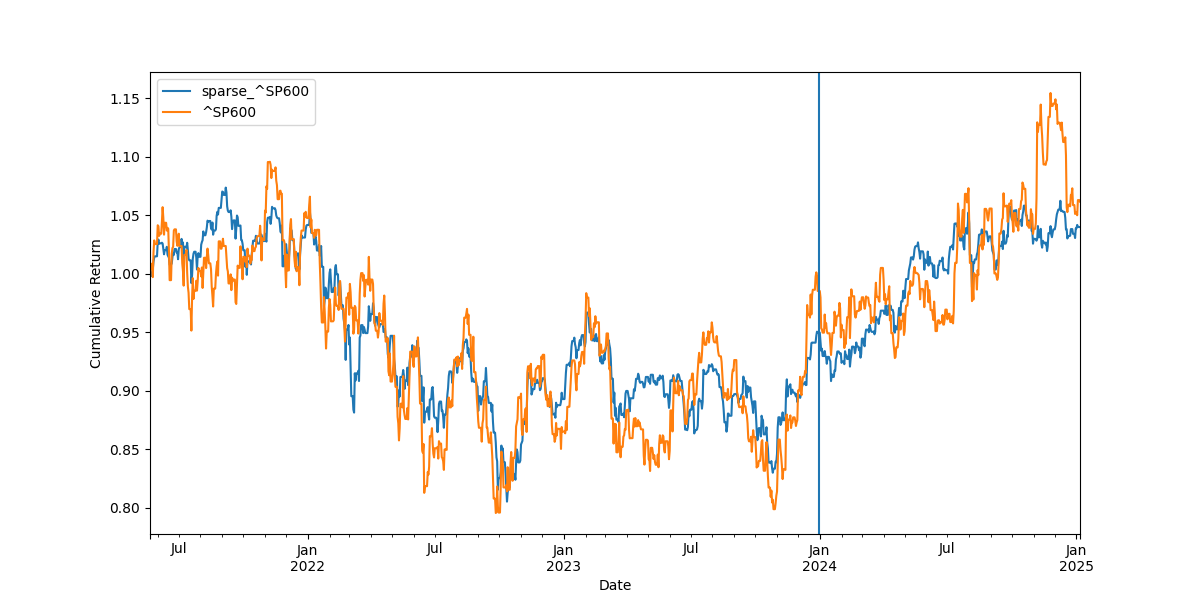 sparse_^SP600
^SP600
1.15
1.10
1.05
1.00
0.95
0.90
0.85
0.80
Cumulative Return
Jul
Jan
2022
Jul
Jan
2023
Jul
Jan
2024
Jul
Jan
2025
Date